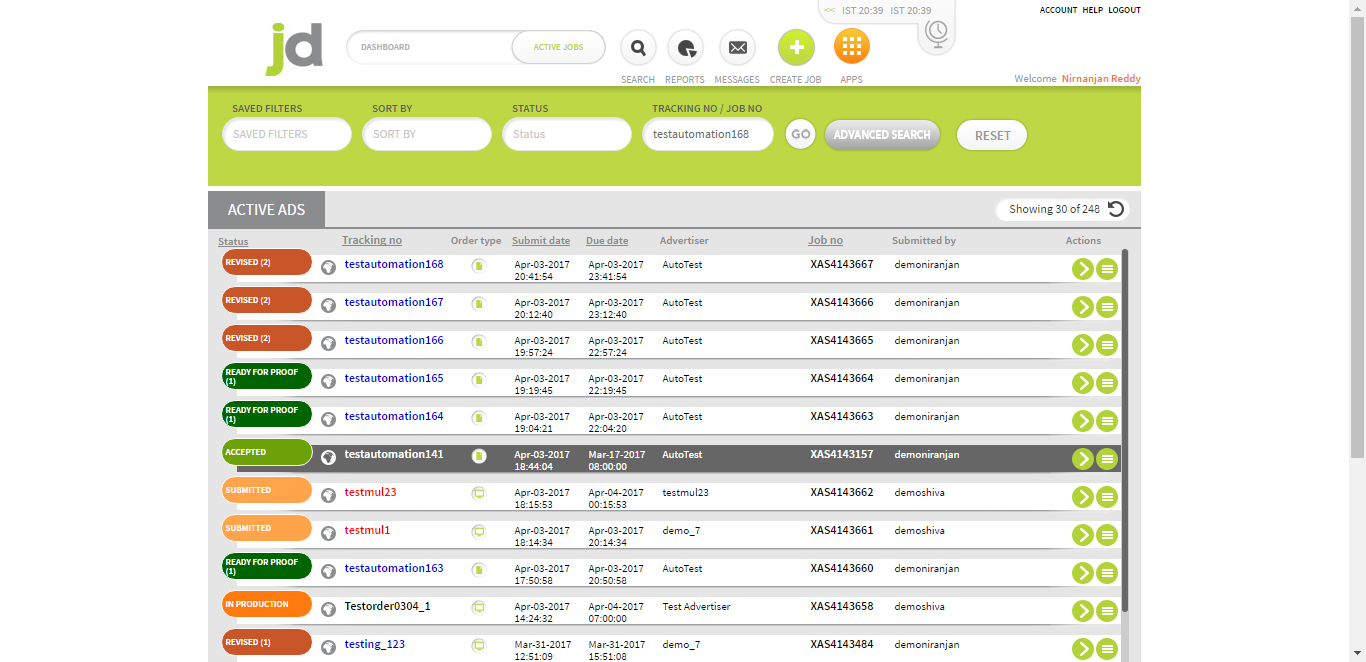 << IST 20:39 IST 20:39
ACCOUNT HELP LOGOUT
jd
DASHBOARD ACTIVE JOBS
SEARCH REPORTS MESSAGES CREATE JOB APPS
Welcome Nirnanjan Reddy
SAVED FILTERS SORT BY STATUS TRACKING NO / JOB NO
SAVED FILTERS SORT BY Status testautomation168 GO ADVANCED SEARCH RESET
ACTIVE ADS Showing 30 of 248
Status Tracking no Order type Submit date Due date Advertiser Job no Submitted by Actions
REVISED (2) testautomation168 Apr-03-2017 Apr-03-2017 AutoTest XAS4143667 demoniranjan
20:41:54 23:41:54
REVISED (2) testautomation167 Apr-03-2017 Apr-03-2017 AutoTest XAS4143666 demoniranjan
20:12:40 23:12:40
REVISED (2) testautomation166 Apr-03-2017 Apr-03-2017 AutoTest XAS4143665 demoniranjan
19:57:24 22:57:24
READY FOR PROOF testautomation165 Apr-03-2017 Apr-03-2017 AutoTest XAS4143664 demoniranjan
(1) 19:19:45 22:19:45
READY FOR PROOF testautomation164 Apr-03-2017 Apr-03-2017 AutoTest XAS4143663 demoniranjan
(1) 19:04:21 22:04:20
ACCEPTED testautomation141 Apr-03-2017 Mar-17-2017 AutoTest XAS4143157 demoniranjan
18:44:04 08:00:00
SUBMITTED testmul23 Apr-03-2017 Apr-04-2017 testmul23 XAS4143662 demoshiva
18:15:53 00:15:53
SUBMITTED testmul1 Apr-03-2017 Apr-03-2017 demo_7 XAS4143661 demoshiva
18:14:34 20:14:34
READY FOR PROOF testautomation163 Apr-03-2017 Apr-03-2017 AutoTest XAS4143660 demoniranjan
(1) 17:50:58 20:50:58
IN PRODUCTION Testorder0304_1 Apr-03-2017 Apr-04-2017 Test Advertiser XAS4143658 demoshiva
14:24:32 07:00:00
REVISED (1) testing_123 Mar-31-2017 Mar-31-2017 demo_7 XAS4143484 demoniranjan
12:51:09 15:51:08